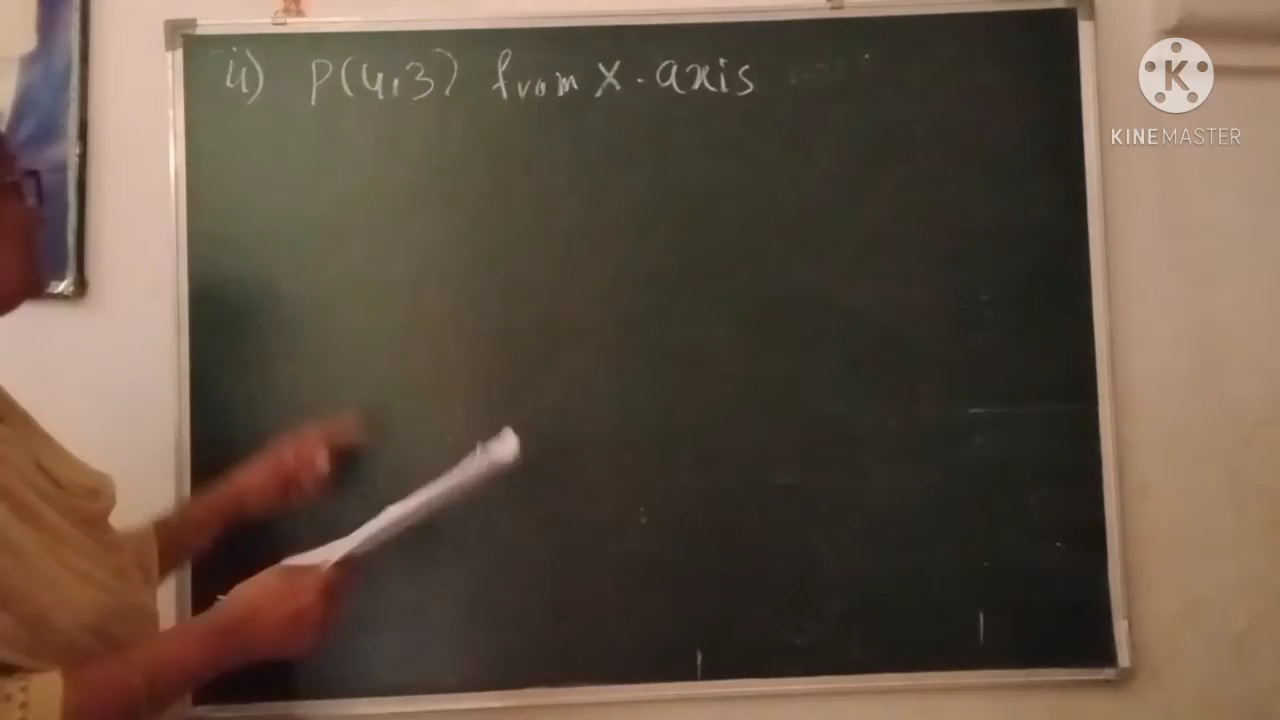 ii) P(4,3) from X-axis
K
KINEMASTER